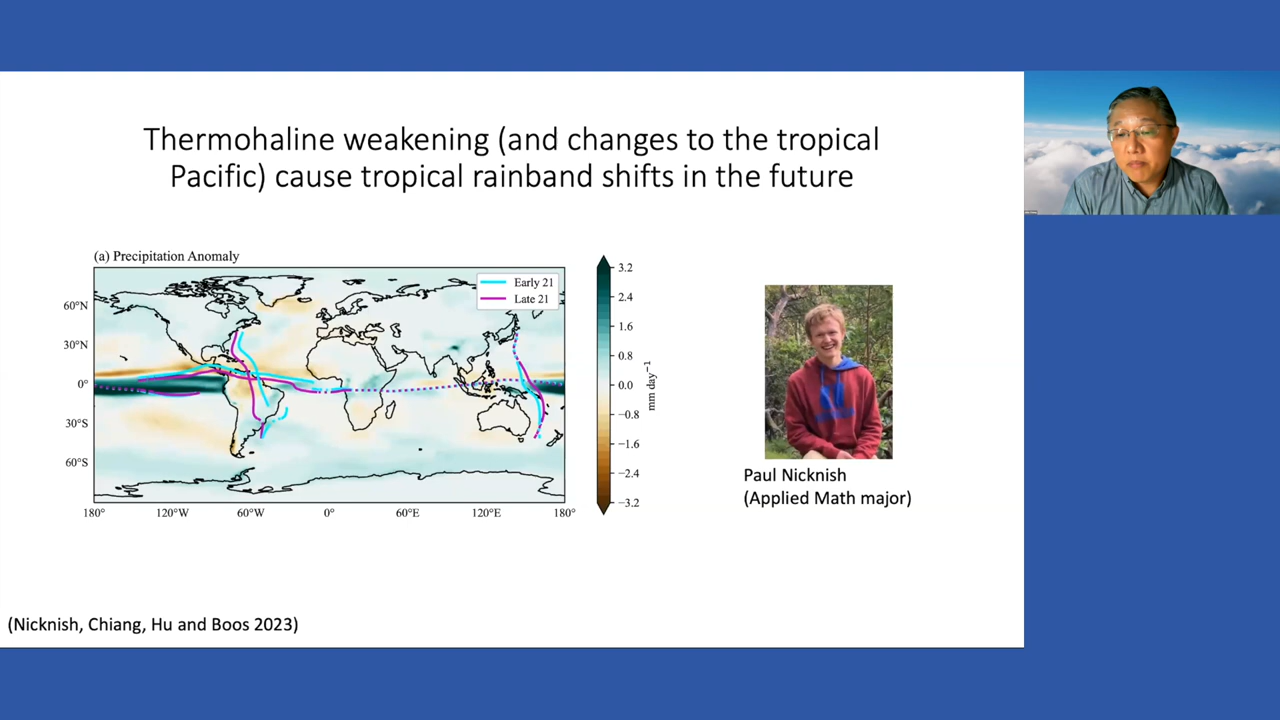 Thermohaline weakening (and changes to the tropical
Pacific) cause tropical rainband shifts in the future
(a) Precipitation Anomaly
Early 21
Late 21
60°N
30°N
0°
30°S
60°S
180°
120°W
60°W
0°
60°E
120°E
180°
3.2
2.4
1.6
0.8
0.0
−0.8
−1.6
−2.4
−3.2
mm day⁻¹
Paul Nicknish
(Applied Math major)
(Nicknish, Chiang, Hu and Boos 2023)